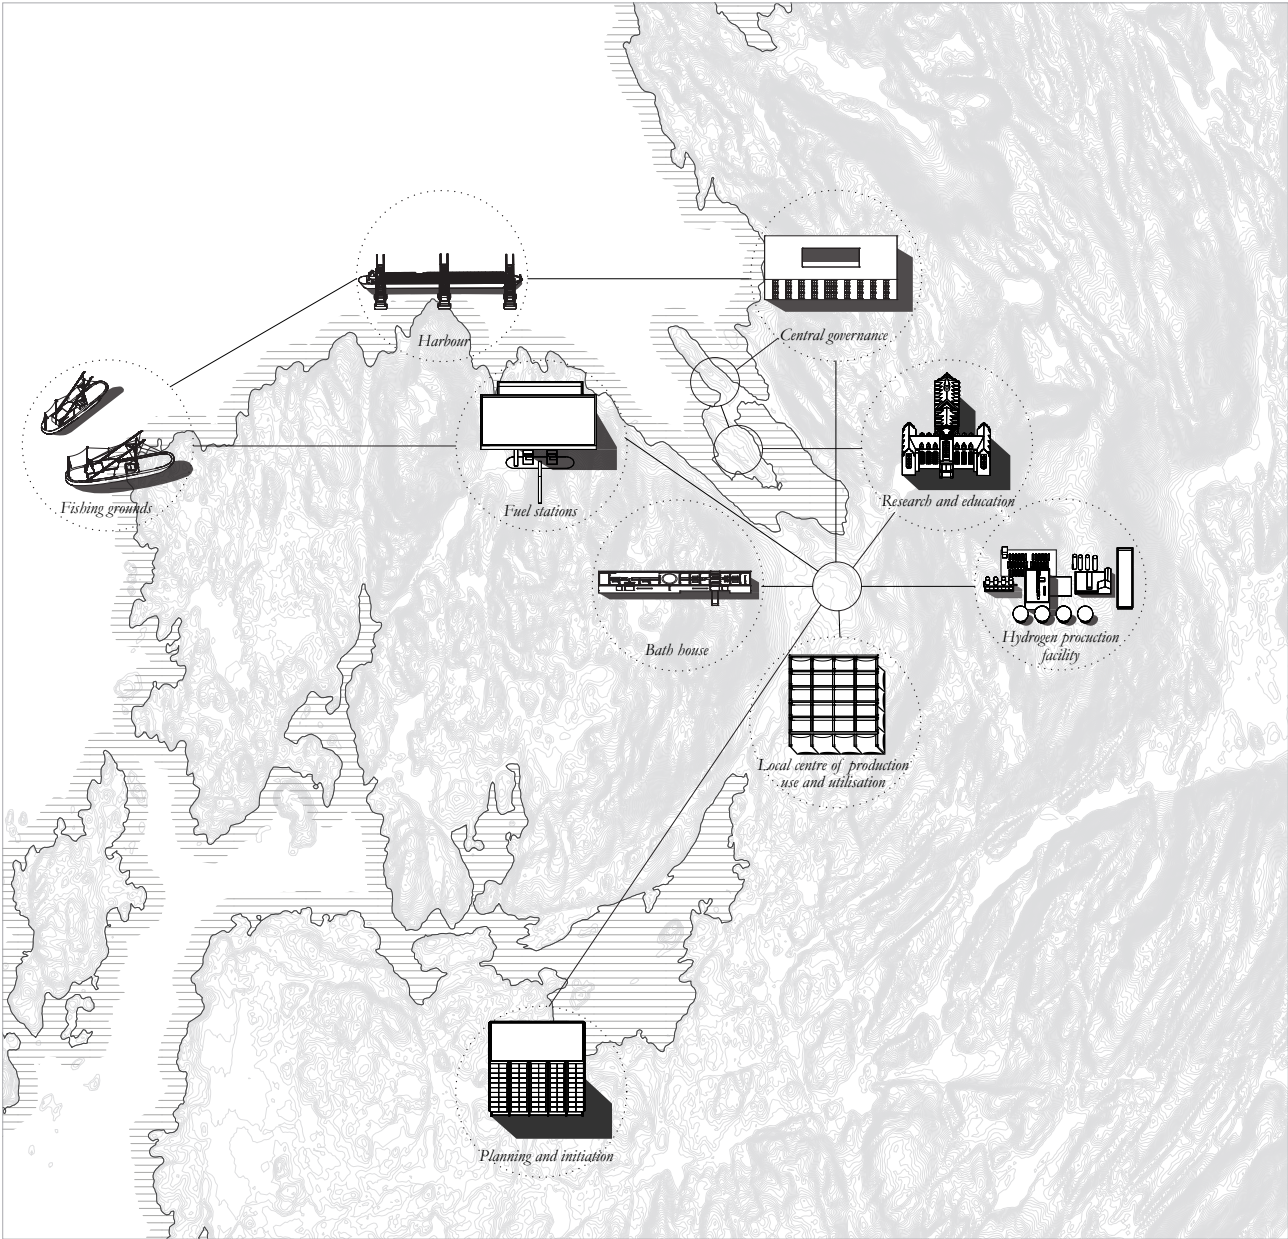 Central governance
Harbour
Research and education
Fishing grounds
Fuel stations
Hydrogen procuction
facility
Bath house
Local centre of production
use and utilisation
Planning and initiation